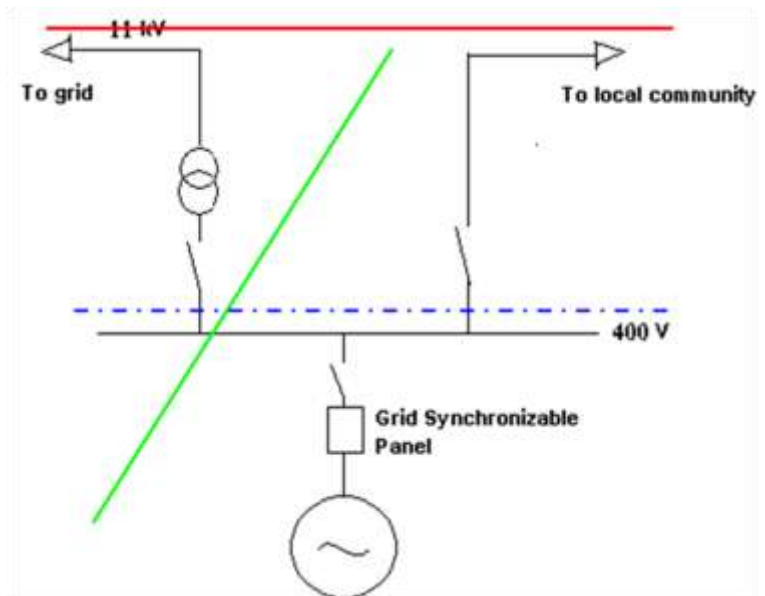 11 kV
To grid
To local community
400 V
Grid Synchronizable
Panel